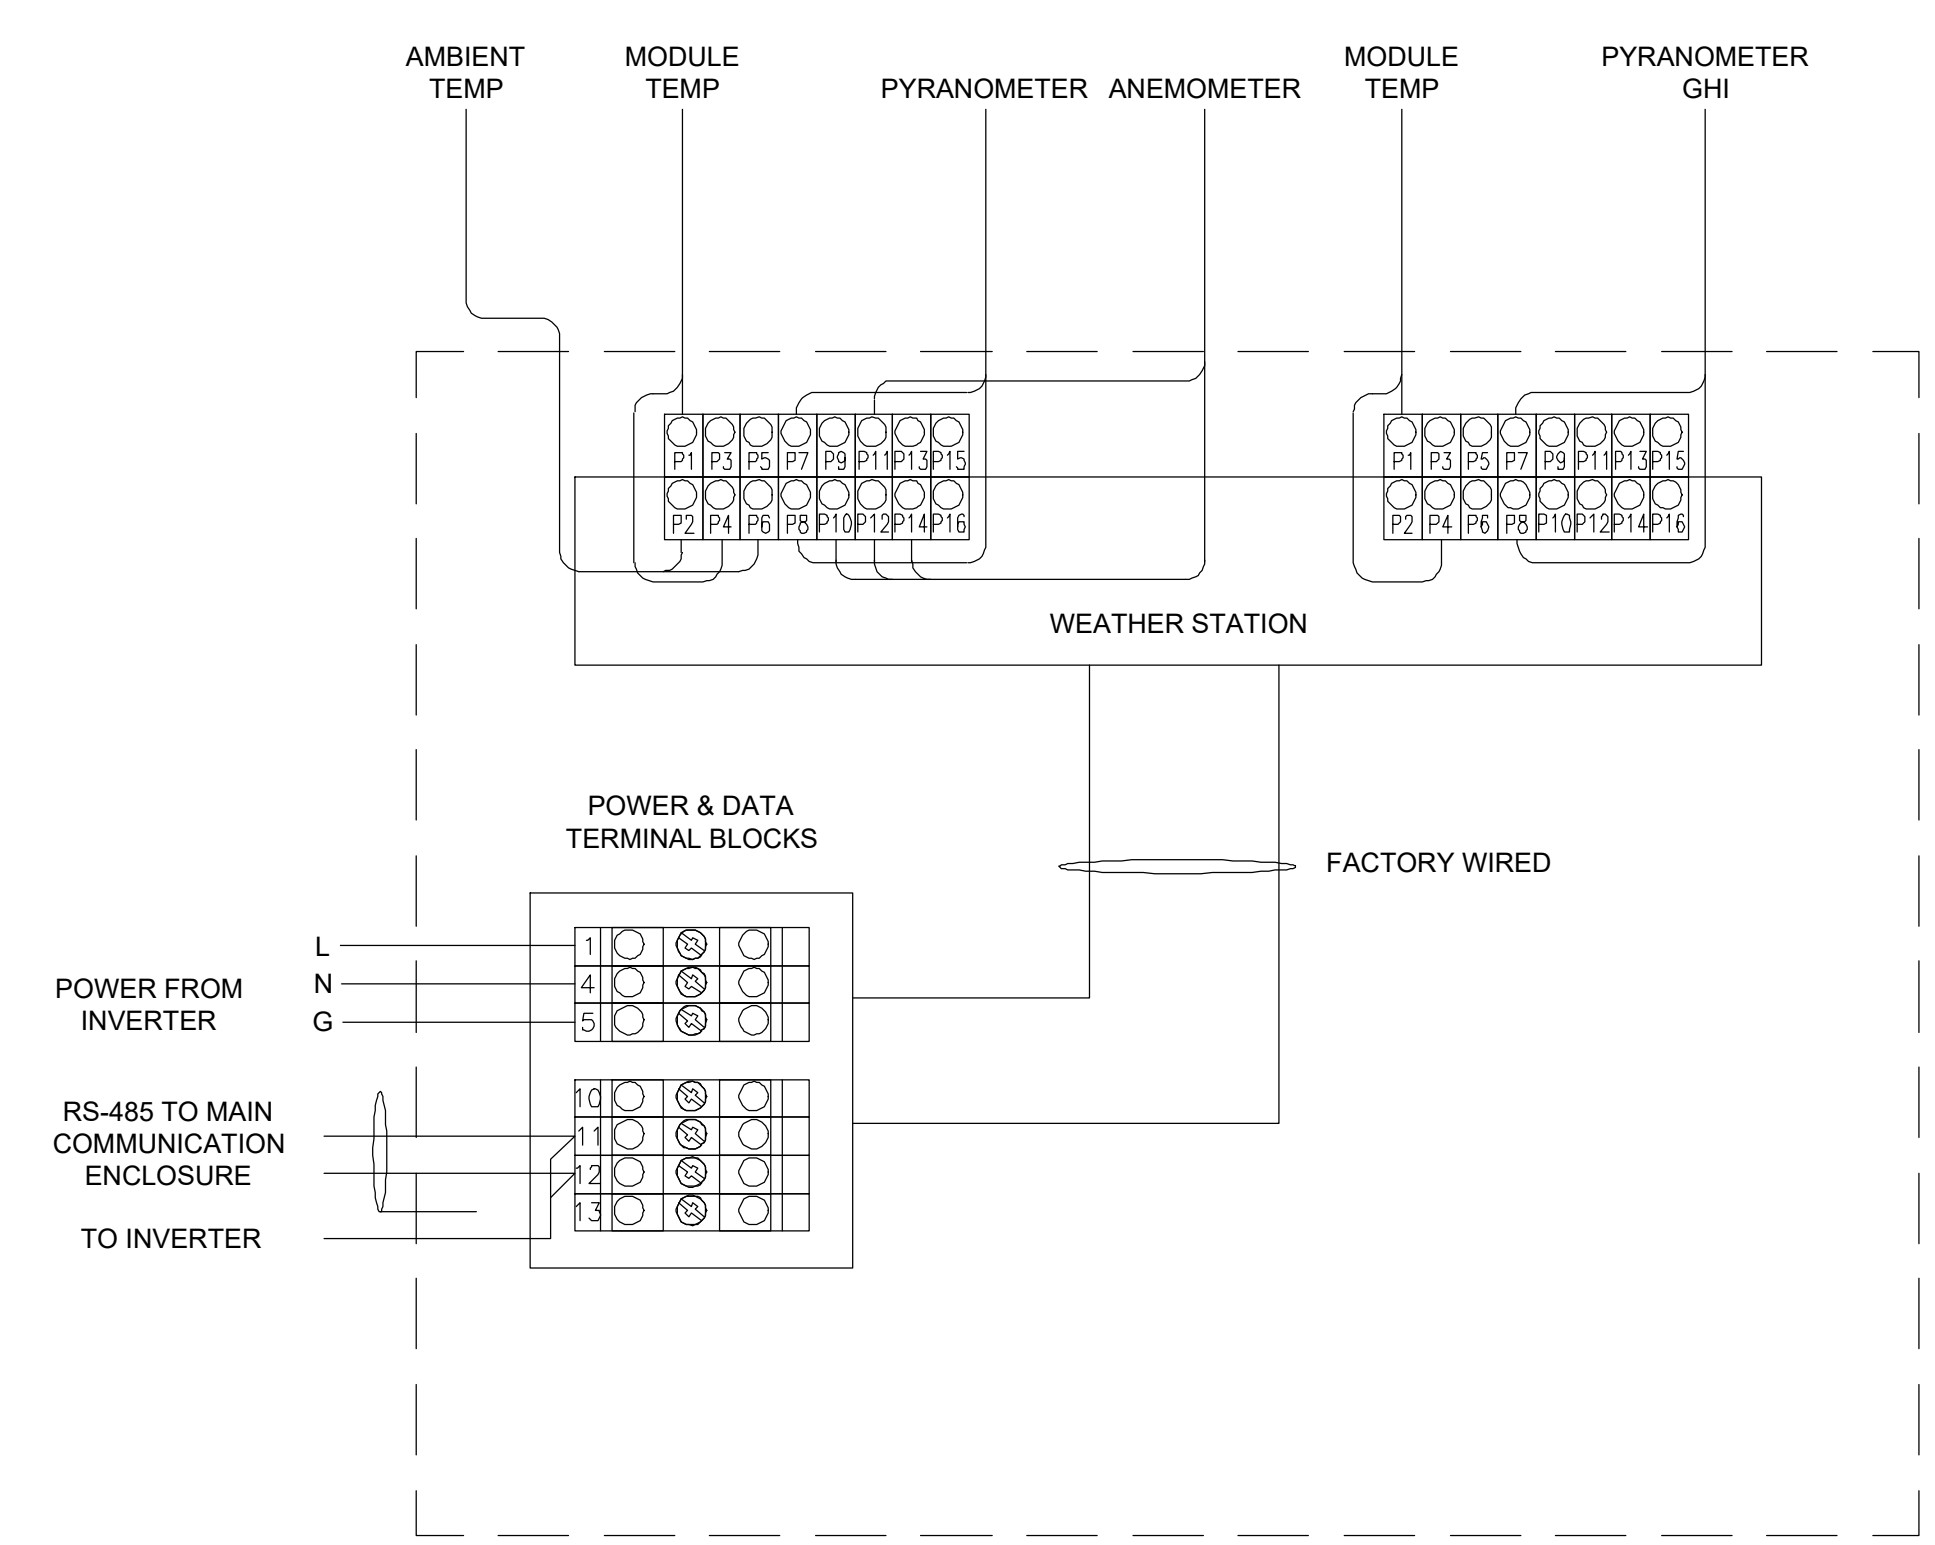 AMBIENT
TEMP
MODULE
TEMP
PYRANOMETER
ANEMOMETER
MODULE
TEMP
PYRANOMETER
GHI
P1 P3 P5 P7 P9 P11 P13 P15
P2 P4 P6 P8 P10 P12 P14 P16
P1 P3 P5 P7 P9 P11 P13 P15
P2 P4 P6 P8 P10 P12 P14 P16
WEATHER STATION
POWER & DATA
TERMINAL BLOCKS
FACTORY WIRED
POWER FROM
INVERTER
L
N
G
1
4
5
RS-485 TO MAIN
COMMUNICATION
ENCLOSURE
TO INVERTER
10
11
12
13